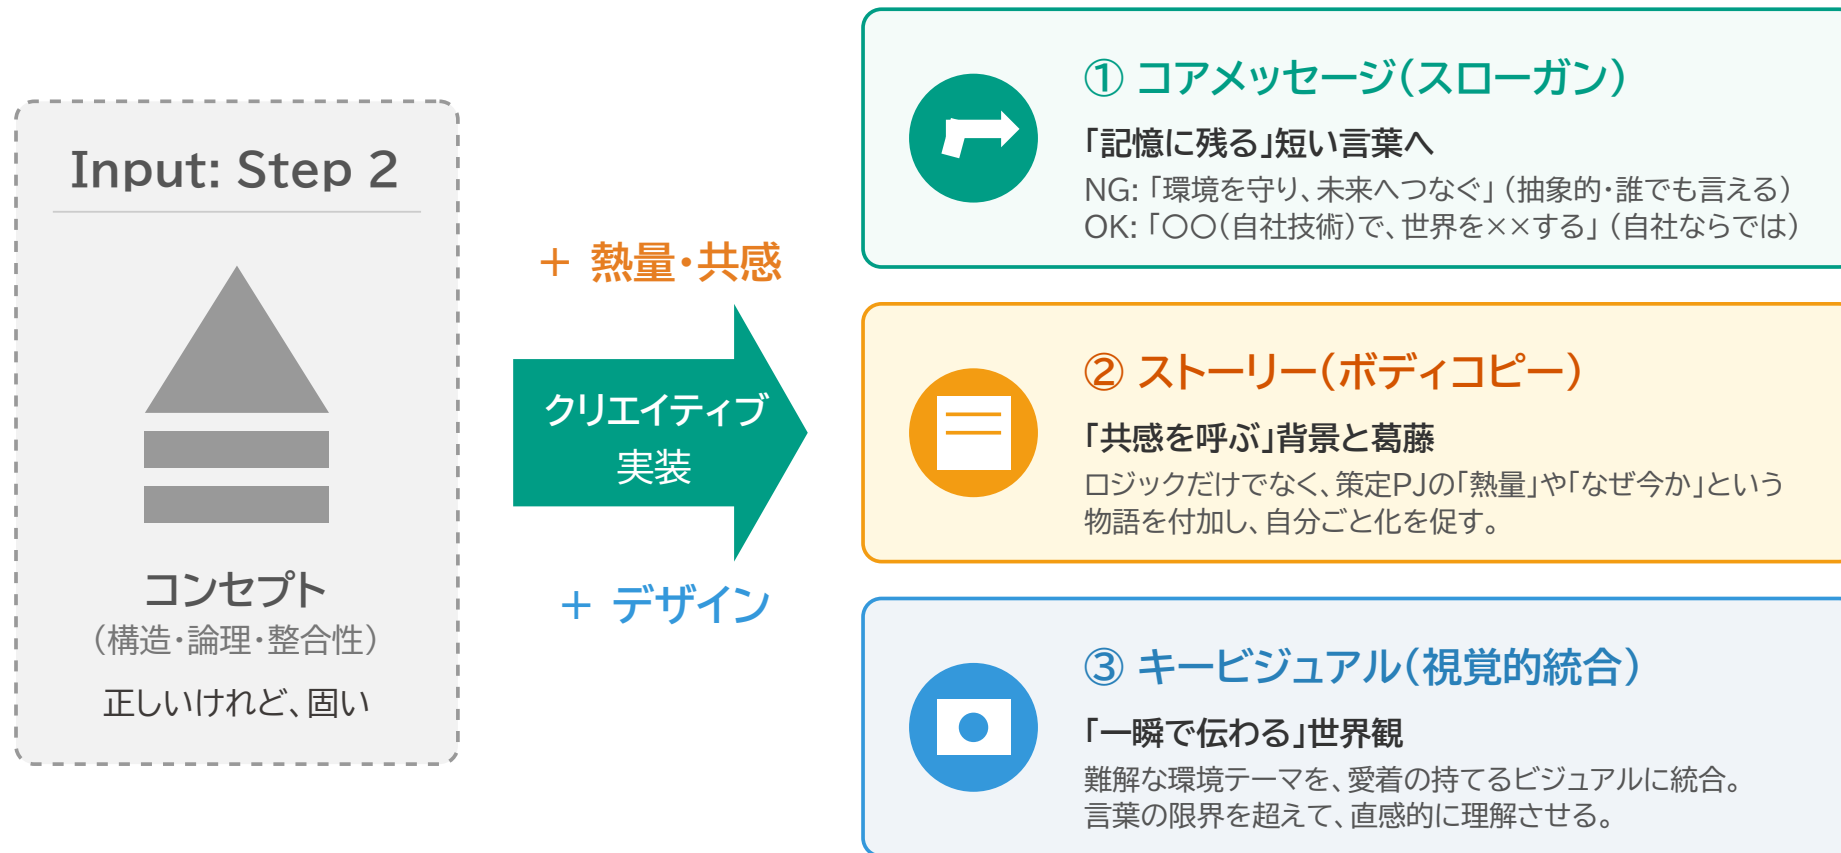 Input: Step 2
コンセプト
(構造・論理・整合性)
正しいけれど、固い
+ 熱量・共感
クリエイティブ
実装
+ デザイン
① コアメッセージ(スローガン)
「記憶に残る」短い言葉へ
NG: 「環境を守り、未来へつなぐ」 (抽象的・誰でも言える)
OK: 「〇〇(自社技術)で、世界を××する」 (自社ならでは)
② ストーリー(ボディコピー)
「共感を呼ぶ」背景と葛藤
ロジックだけでなく、策定PJの「熱量」や「なぜ今か」という
物語を付加し、自分ごと化を促す。
③ キービジュアル(視覚的統合)
「一瞬で伝わる」世界観
難解な環境テーマを、愛着の持てるビジュアルに統合。
言葉の限界を超えて、直感的に理解させる。